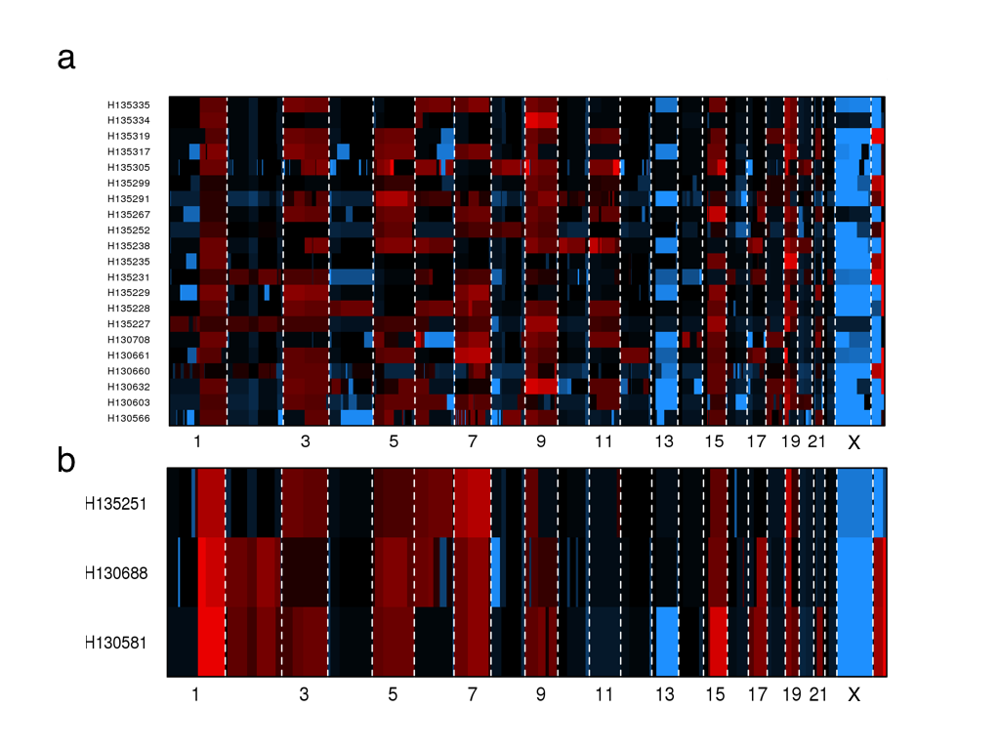 a
H135335
H135334
H135319
H135317
H135305
H135299
H135291
H135267
H135252
H135238
H135235
H135231
H135229
H135228
H135227
H130708
H130661
H130660
H130632
H130603
H130566
1 3 5 7 9 11 13 15 17 19 21 X
b
H135251
H130688
H130581
1 3 5 7 9 11 13 15 17 19 21 X